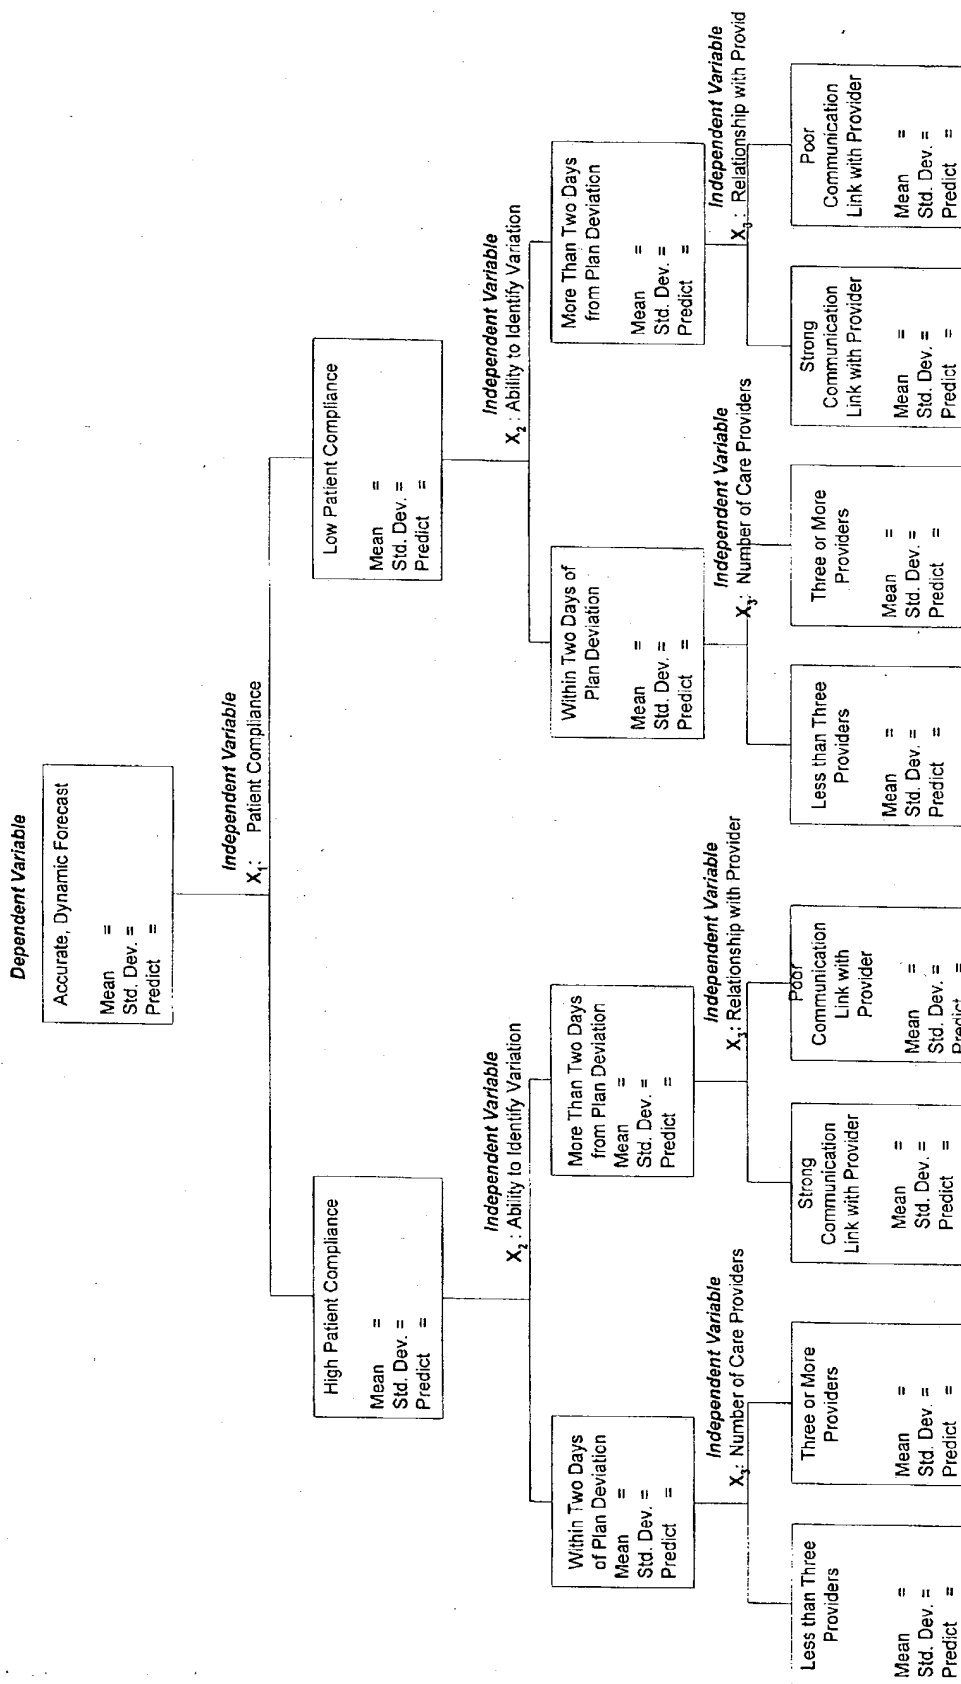 Dependent Variable
Accurate, Dynamic Forecast
Mean =
Std. Dev. =
Predict =
Independent Variable
X₁: Patient Compliance
High Patient Compliance
Mean =
Std. Dev. =
Predict =
Low Patient Compliance
Mean =
Std. Dev. =
Predict =
Independent Variable
X₂: Ability to Identify Variation
Independent Variable
X₂: Ability to Identify Variation
Within Two Days
of Plan Deviation
Mean =
Std. Dev. =
Predict =
More Than Two Days
from Plan Deviation
Mean =
Std. Dev. =
Predict =
Within Two Days of
Plan Deviation
Mean =
Std. Dev. =
Predict =
More Than Two Days
from Plan Deviation
Mean =
Std. Dev. =
Predict =
Independent Variable
X₃: Number of Care Providers
Independent Variable
X₃: Relationship with Provider
Independent Variable
X₃: Number of Care Providers
Independent Variable
X₃: Relationship with Provid
Less than Three
Providers
Mean =
Std. Dev. =
Predict =
Three or More
Providers
Mean =
Std. Dev. =
Predict =
Strong
Communication
Link with Provider
Mean =
Std. Dev. =
Predict =
Poor
Communication
Link with
Provider
Mean =
Std. Dev. =
Predict =
Less than Three
Providers
Mean =
Std. Dev. =
Predict =
Three or More
Providers
Mean =
Std. Dev. =
Predict =
Strong
Communication
Link with Provider
Mean =
Std. Dev. =
Predict =
Poor
Communication
Link with Provider
Mean =
Std. Dev. =
Predict =